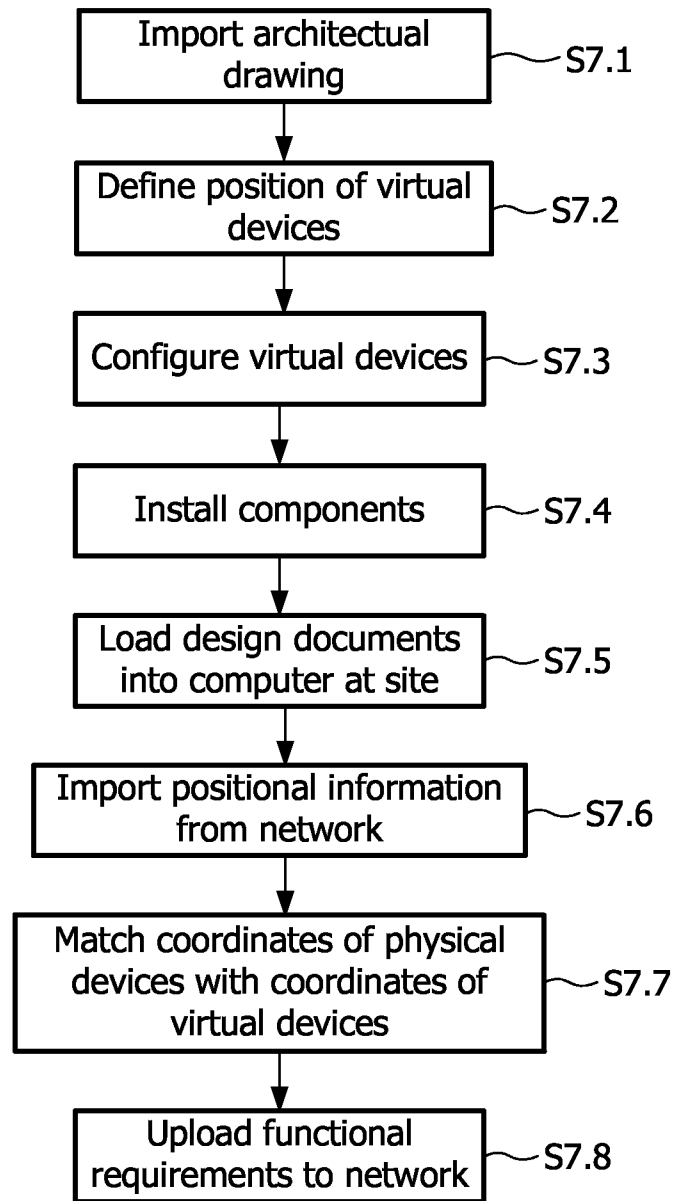 Import architectual
drawing
S7.1
Define position of virtual
devices
S7.2
Configure virtual devices
S7.3
Install components
S7.4
Load design documents
into computer at site
S7.5
Import positional information
from network
S7.6
Match coordinates of physical
devices with coordinates of
virtual devices
S7.7
Upload functional
requirements to network
S7.8